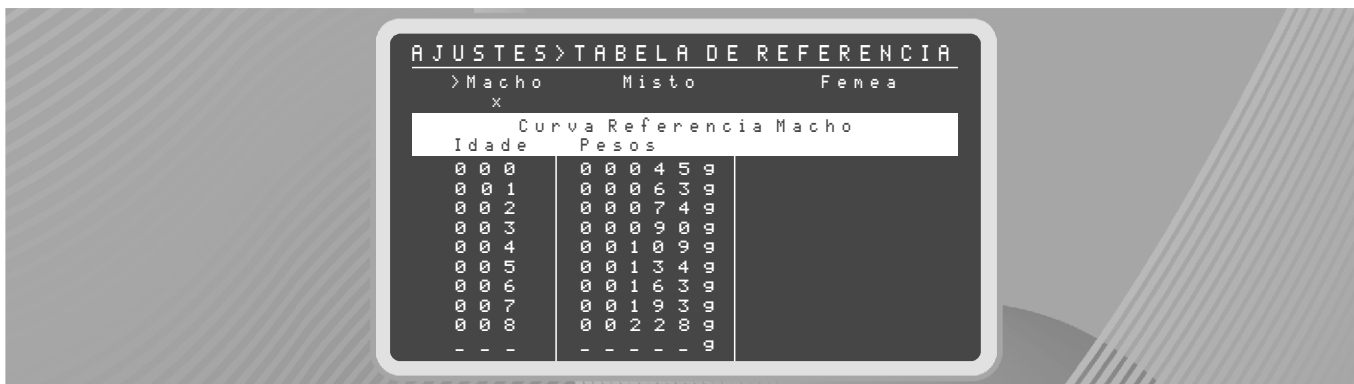 AJUSTES>TABELA DE REFERENCIA
>Macho Misto Femea
x
Curva Referencia Macho
Idade Pesos
000 00045g
001 00063g
002 00074g
003 00090g
004 00109g
005 00134g
006 00163g
007 00193g
008 00228g
_ _ _ _ _ _ _ _ g